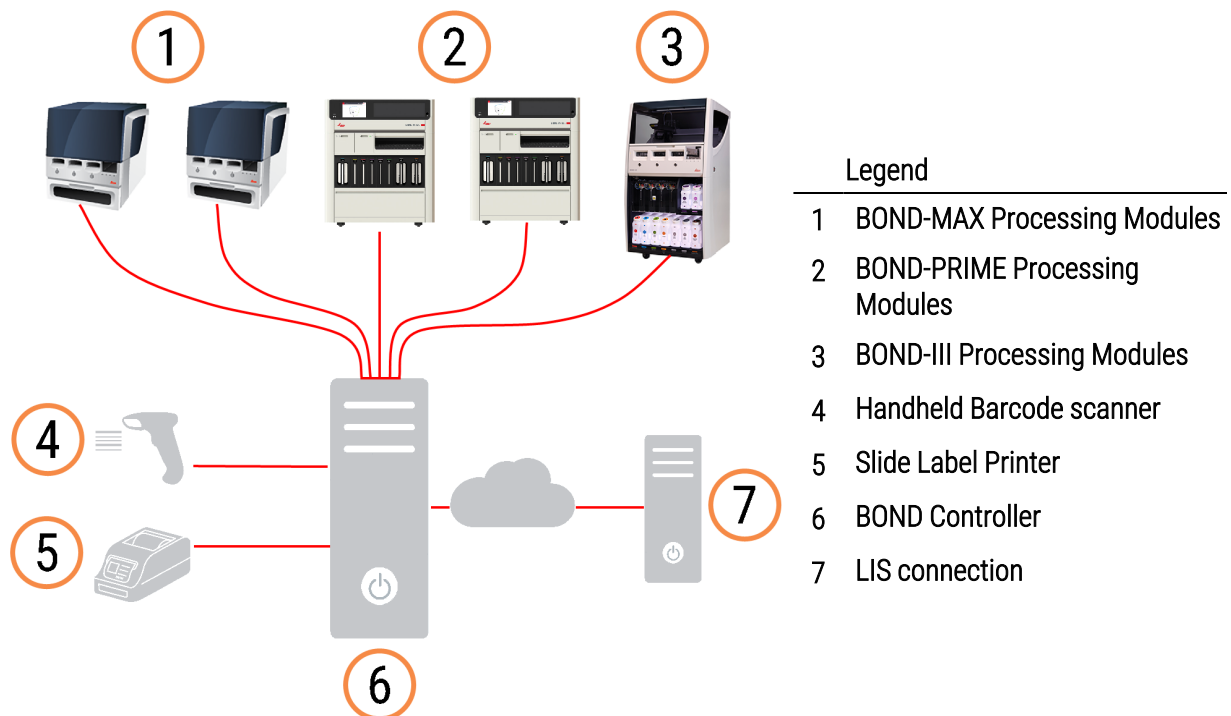 1
2
3
Legend
1 BOND-MAX Processing Modules
2 BOND-PRIME Processing
Modules
3 BOND-III Processing Modules
4 Handheld Barcode scanner
5 Slide Label Printer
6 BOND Controller
7 LIS connection
4
5
7
6